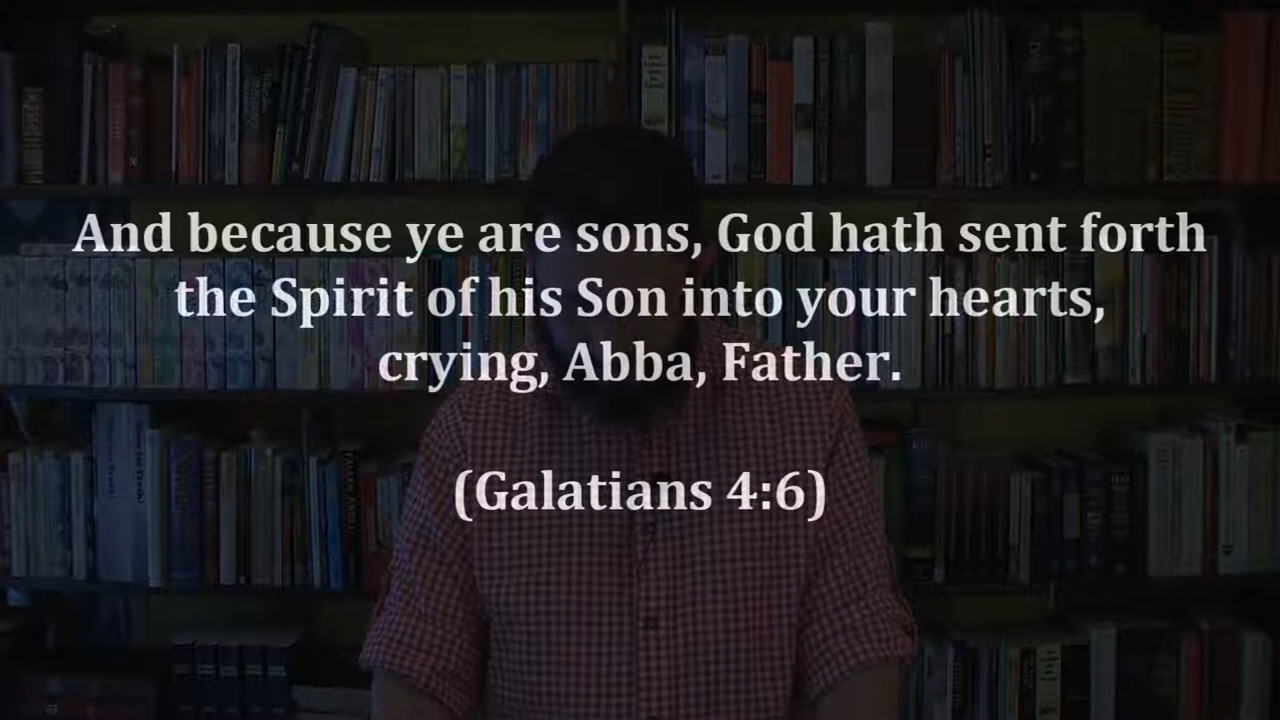 And because ye are sons, God hath sent forth
the Spirit of his Son into your hearts,
crying, Abba, Father.
(Galatians 4:6)